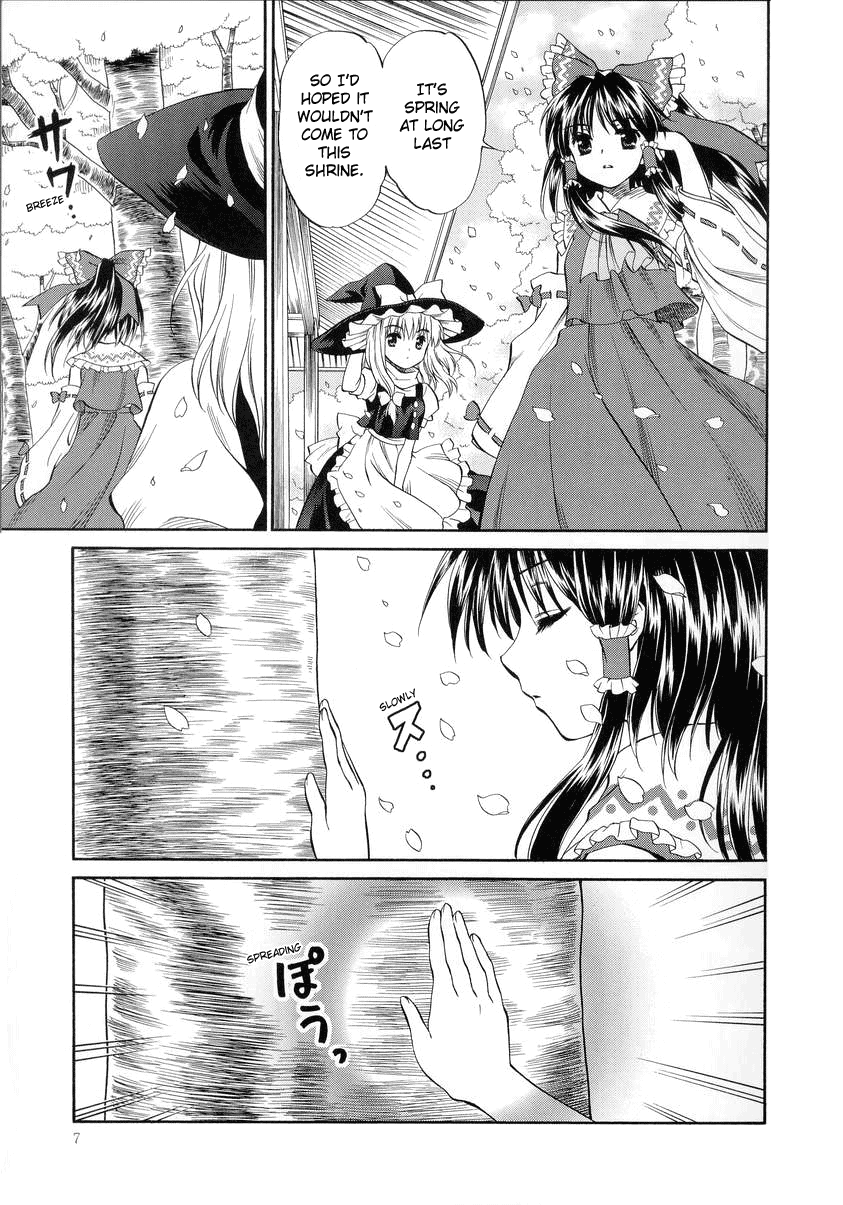 IT'S
SPRING
AT LONG
LAST
SO I'D
HOPED IT
WOULDN'T
COME TO
THIS
SHRINE.
サワ…
BREEZE
SLOWLY
ス…
SPREADING
ぽうっ
7